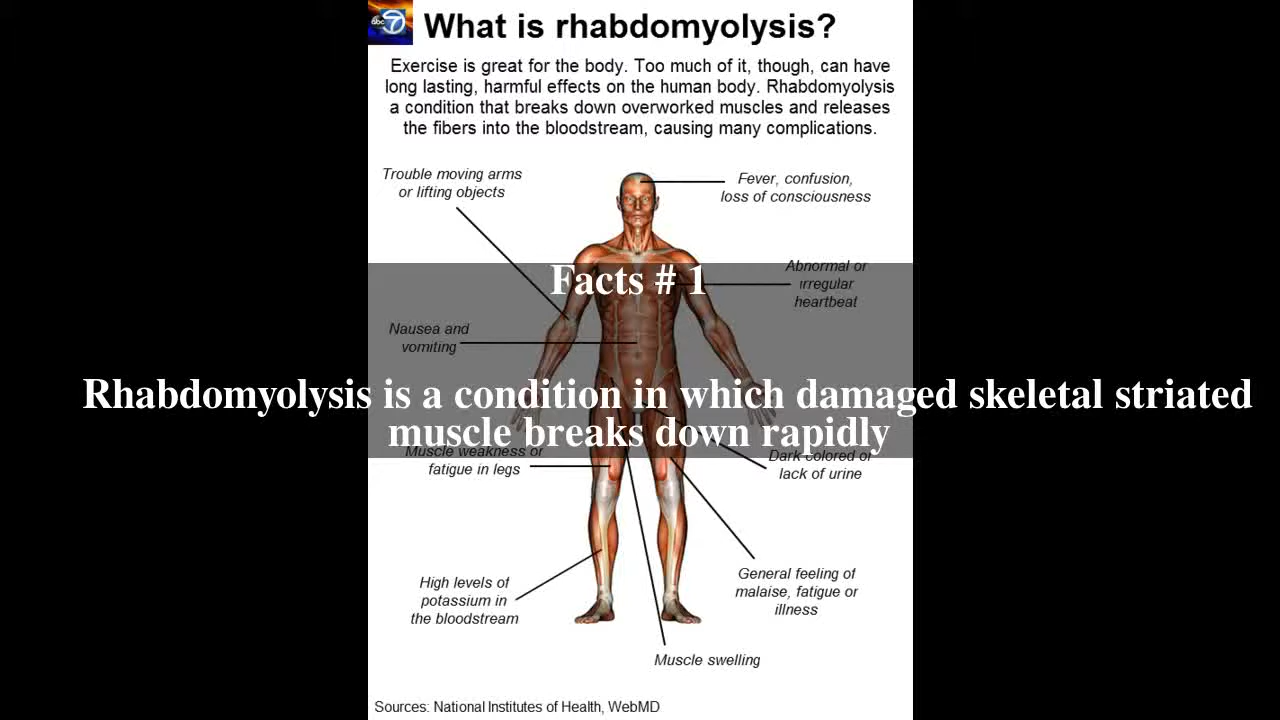 abc 7
What is rhabdomyolysis?
Exercise is great for the body. Too much of it, though, can have
long lasting, harmful effects on the human body. Rhabdomyolysis
a condition that breaks down overworked muscles and releases
the fibers into the bloodstream, causing many complications.
Trouble moving arms
or lifting objects
Fever, confusion,
loss of consciousness
Abnormal or
irregular
heartbeat
Facts # 1
Nausea and
vomiting
Rhabdomyolysis is a condition in which damaged skeletal striated
muscle breaks down rapidly
Muscle weakness or
fatigue in legs
Dark colored or
lack of urine
High levels of
potassium in
the bloodstream
General feeling of
malaise, fatigue or
illness
Muscle swelling
Sources: National Institutes of Health, WebMD